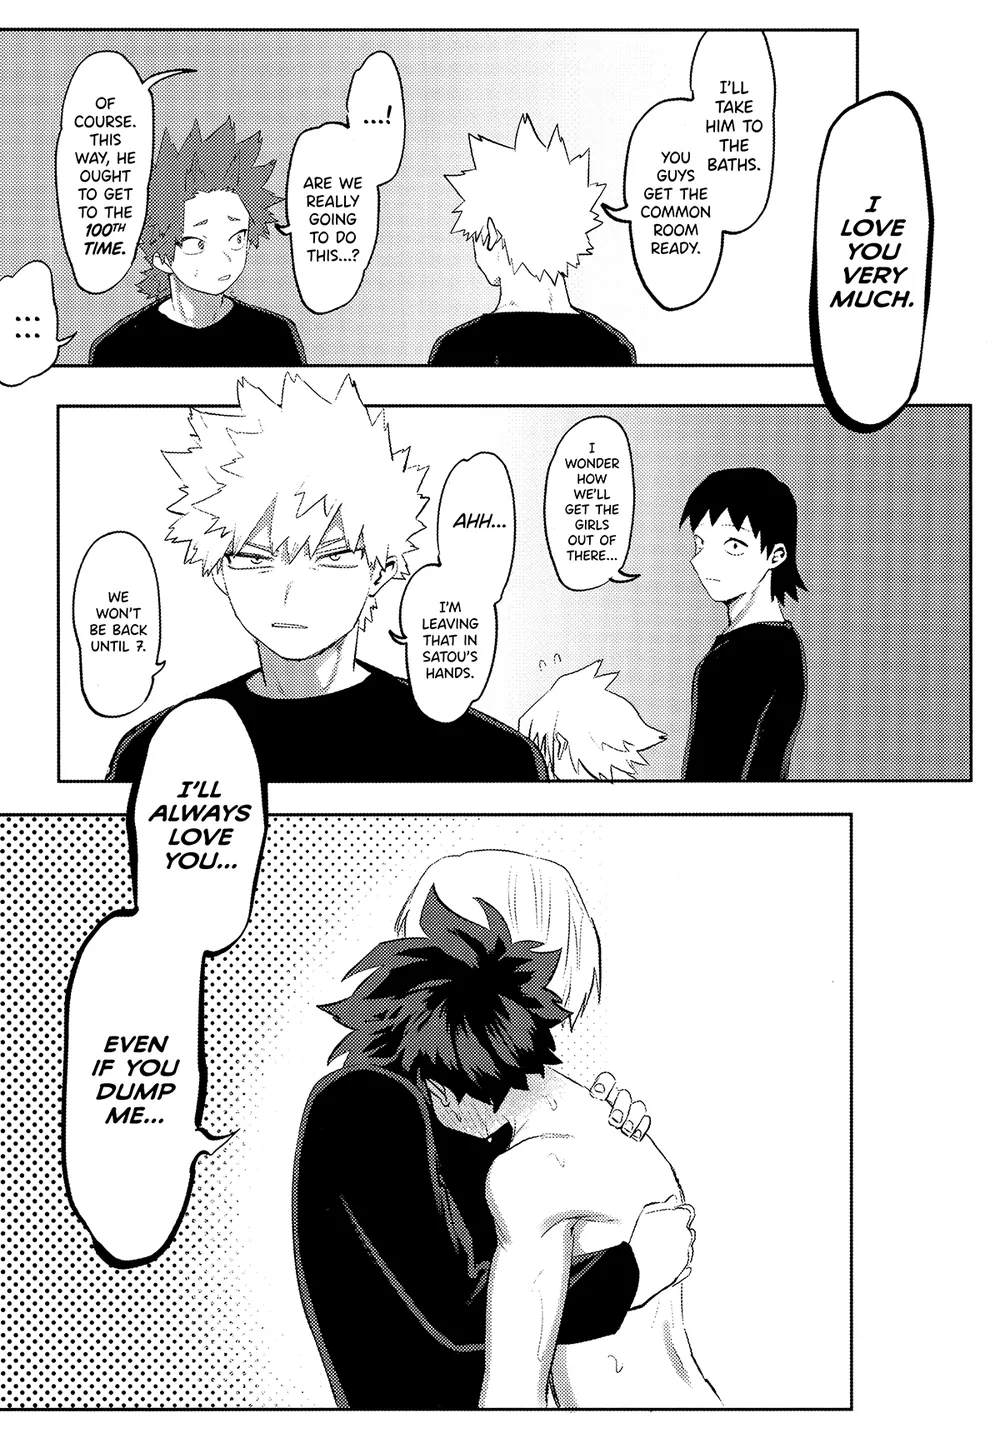 I
LOVE
YOU
VERY
MUCH.
I'LL
TAKE
HIM TO
THE
BATHS.
YOU
GUYS
GET THE
COMMON
ROOM
READY.
...!
ARE WE
REALLY
GOING
TO DO
THIS...?
OF
COURSE.
THIS
WAY, HE
OUGHT
TO GET
TO THE
100TH
TIME.
...
...
I
WONDER
HOW
WE'LL
GET THE
GIRLS
OUT OF
THERE...
AHH...
I'M
LEAVING
THAT IN
SATOU'S
HANDS.
WE
WON'T
BE BACK
UNTIL 7.
I'LL
ALWAYS
LOVE
YOU...
EVEN
IF YOU
DUMP
ME...